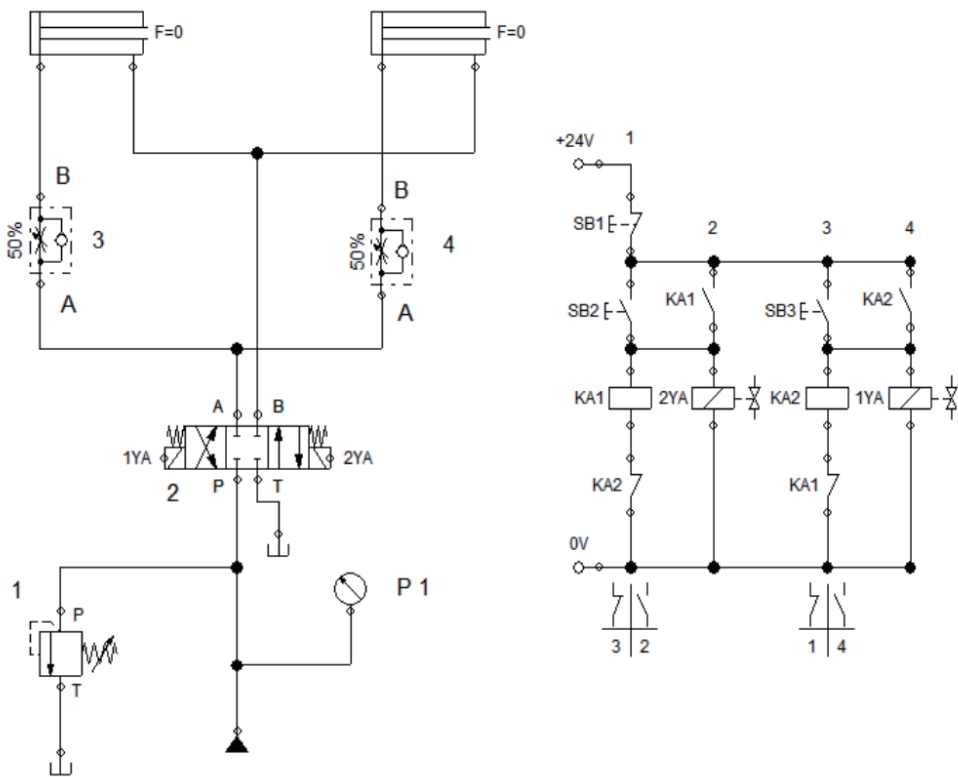 F=0
F=0
B
B
50%
3
50%
4
A
A
A B
1YA
2YA
2
P T
1
P
P 1
T
+24V
1
SB1
2
3
4
SB2
KA1
SB3
KA2
KA1
2YA
KA2
1YA
KA2
KA1
0V
3 2
1 4